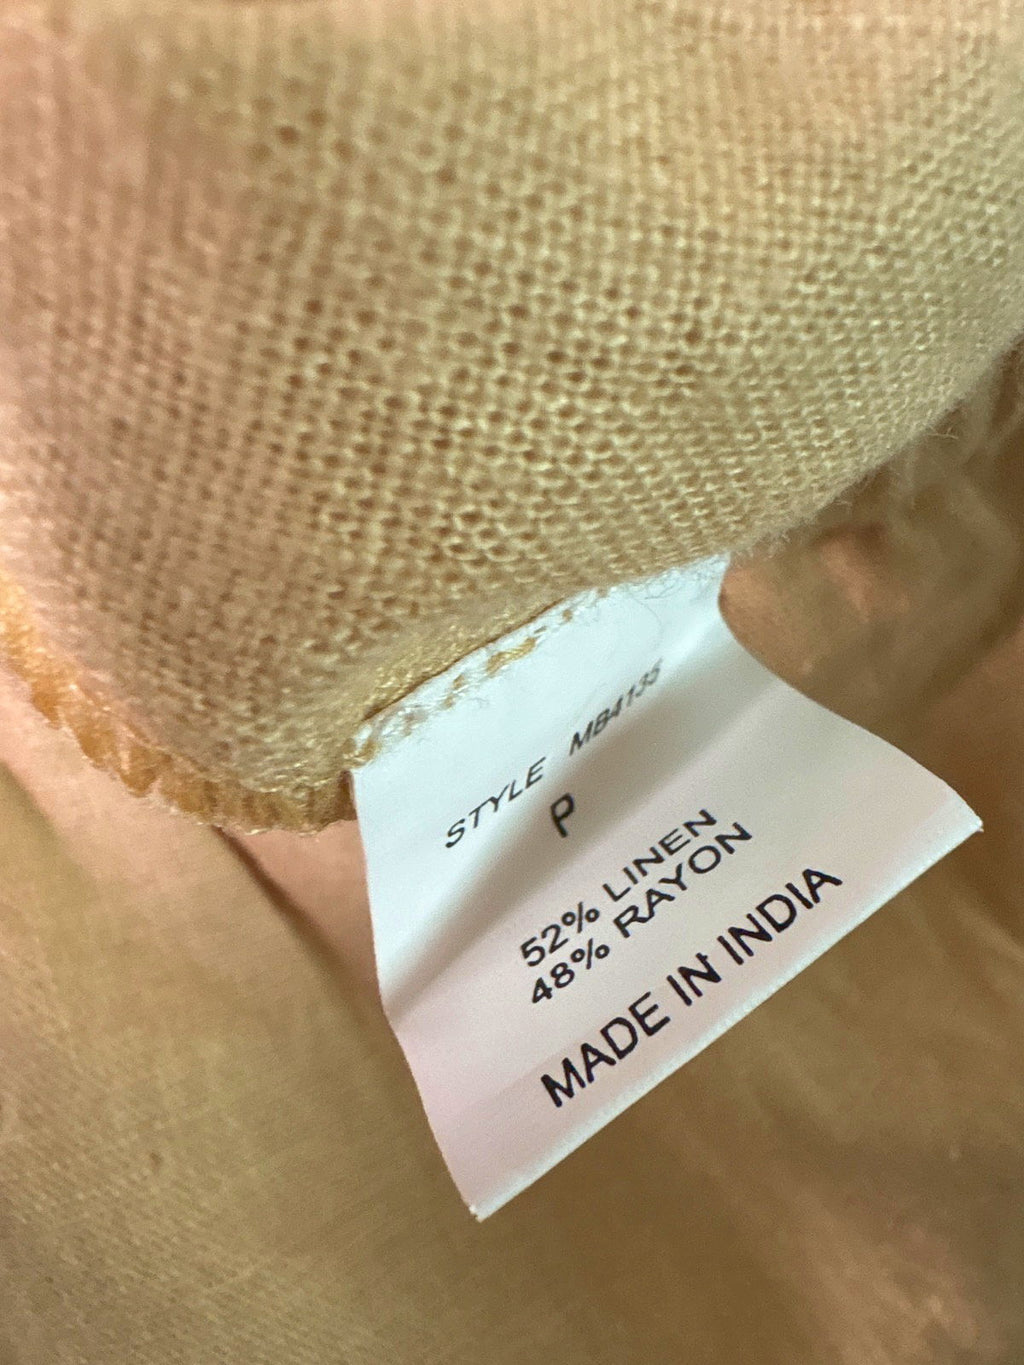 STYLE MB4135
P
52% LINEN
48% RAYON
MADE IN INDIA